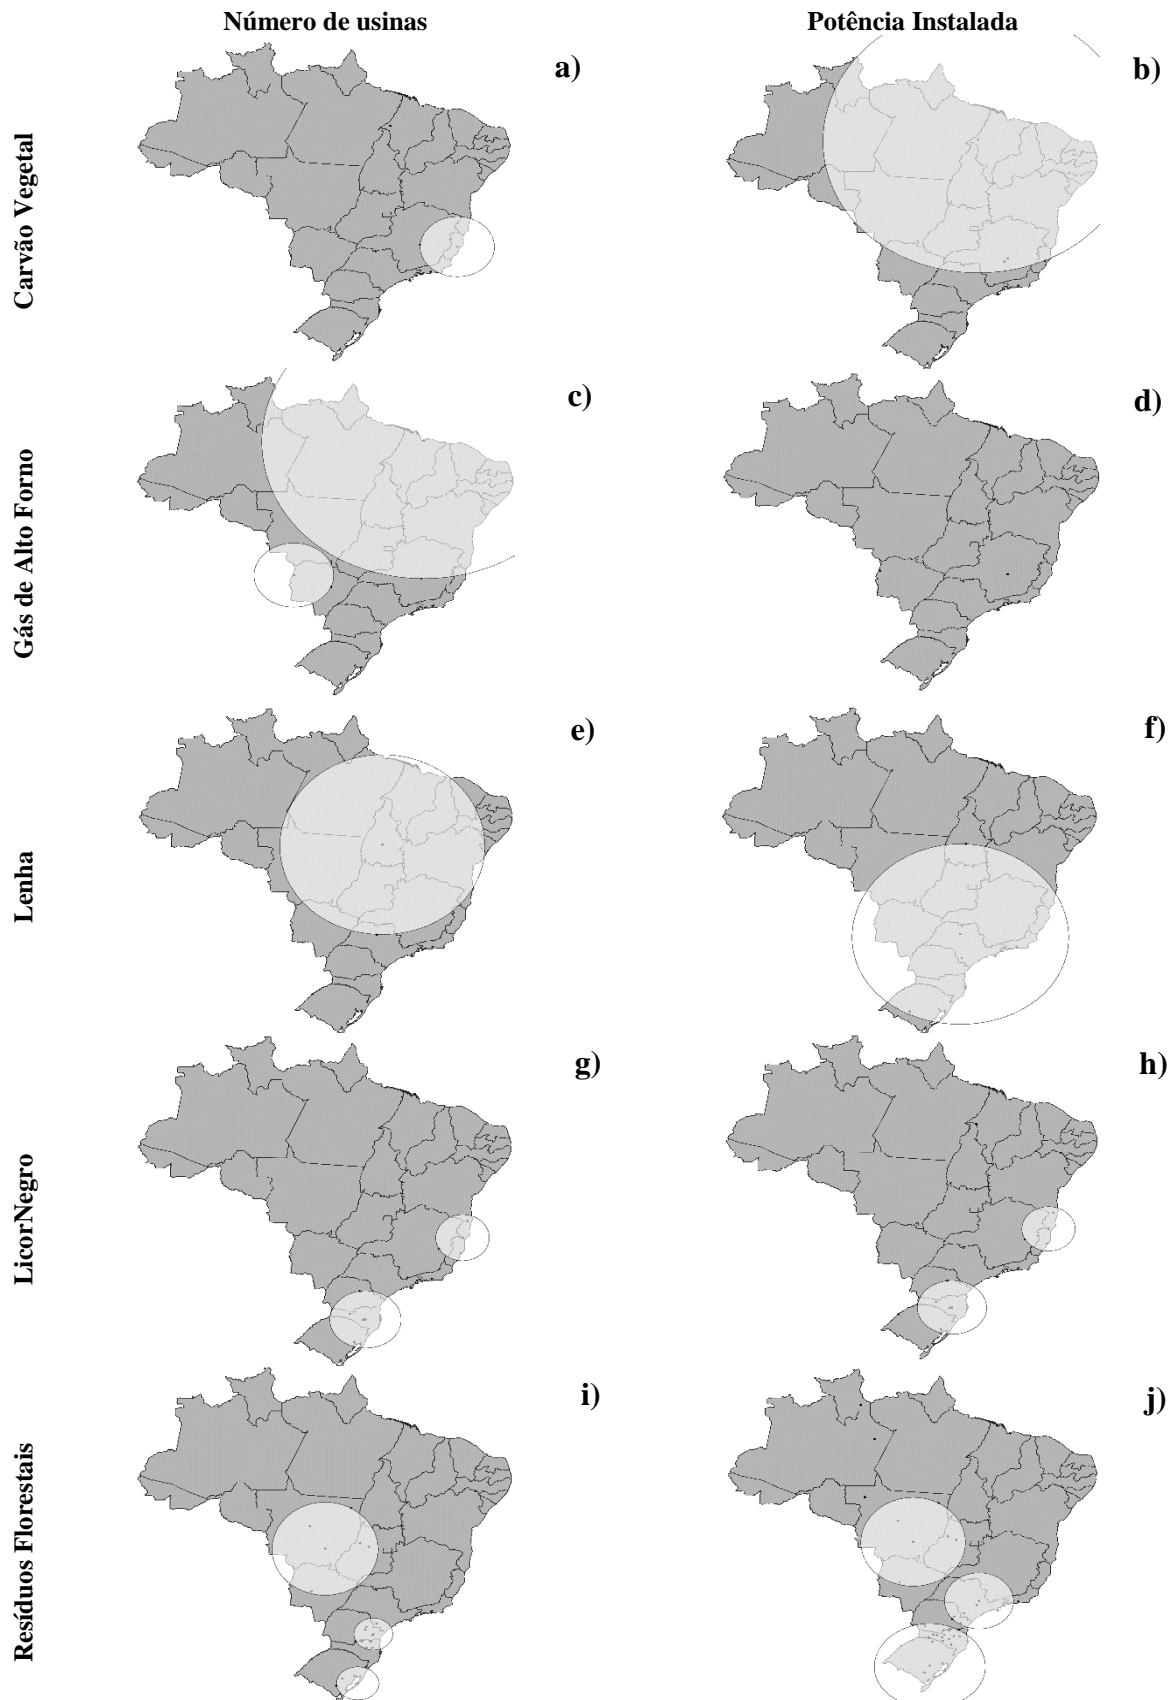 Número de usinas
Potência Instalada
Carvão Vegetal
a)
b)
Gás de Alto Forno
c)
d)
Lenha
e)
f)
LicorNegro
g)
h)
Resíduos Florestais
i)
j)